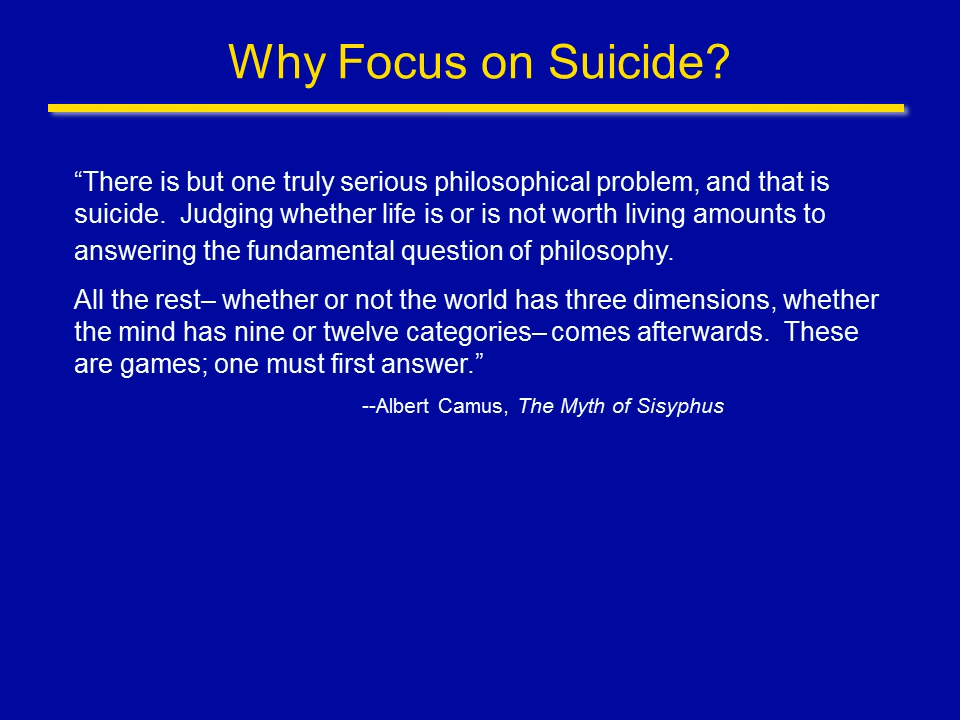 Why Focus on Suicide?
“There is but one truly serious philosophical problem, and that is
suicide.  Judging whether life is or is not worth living amounts to
answering the fundamental question of philosophy.
All the rest– whether or not the world has three dimensions, whether
the mind has nine or twelve categories– comes afterwards.  These
are games; one must first answer.”
--Albert Camus, The Myth of Sisyphus